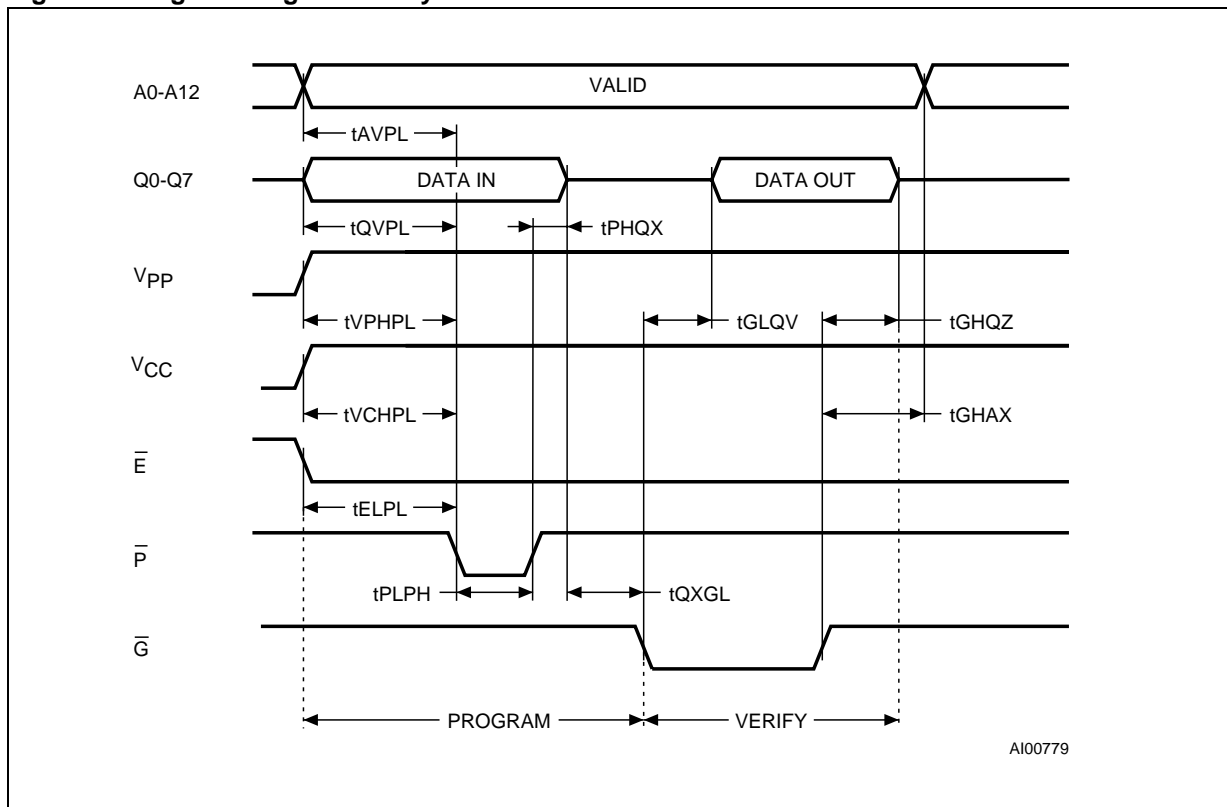 A0-A12
VALID
tAVPL
Q0-Q7
DATA IN
DATA OUT
tQVPL
tPHQX
VPP
tVPHPL
tGLQV
tGHQZ
VCC
tVCHPL
tGHAX
E
tELPL
P
tPLPH
tQXGL
G
PROGRAM
VERIFY
AI00779